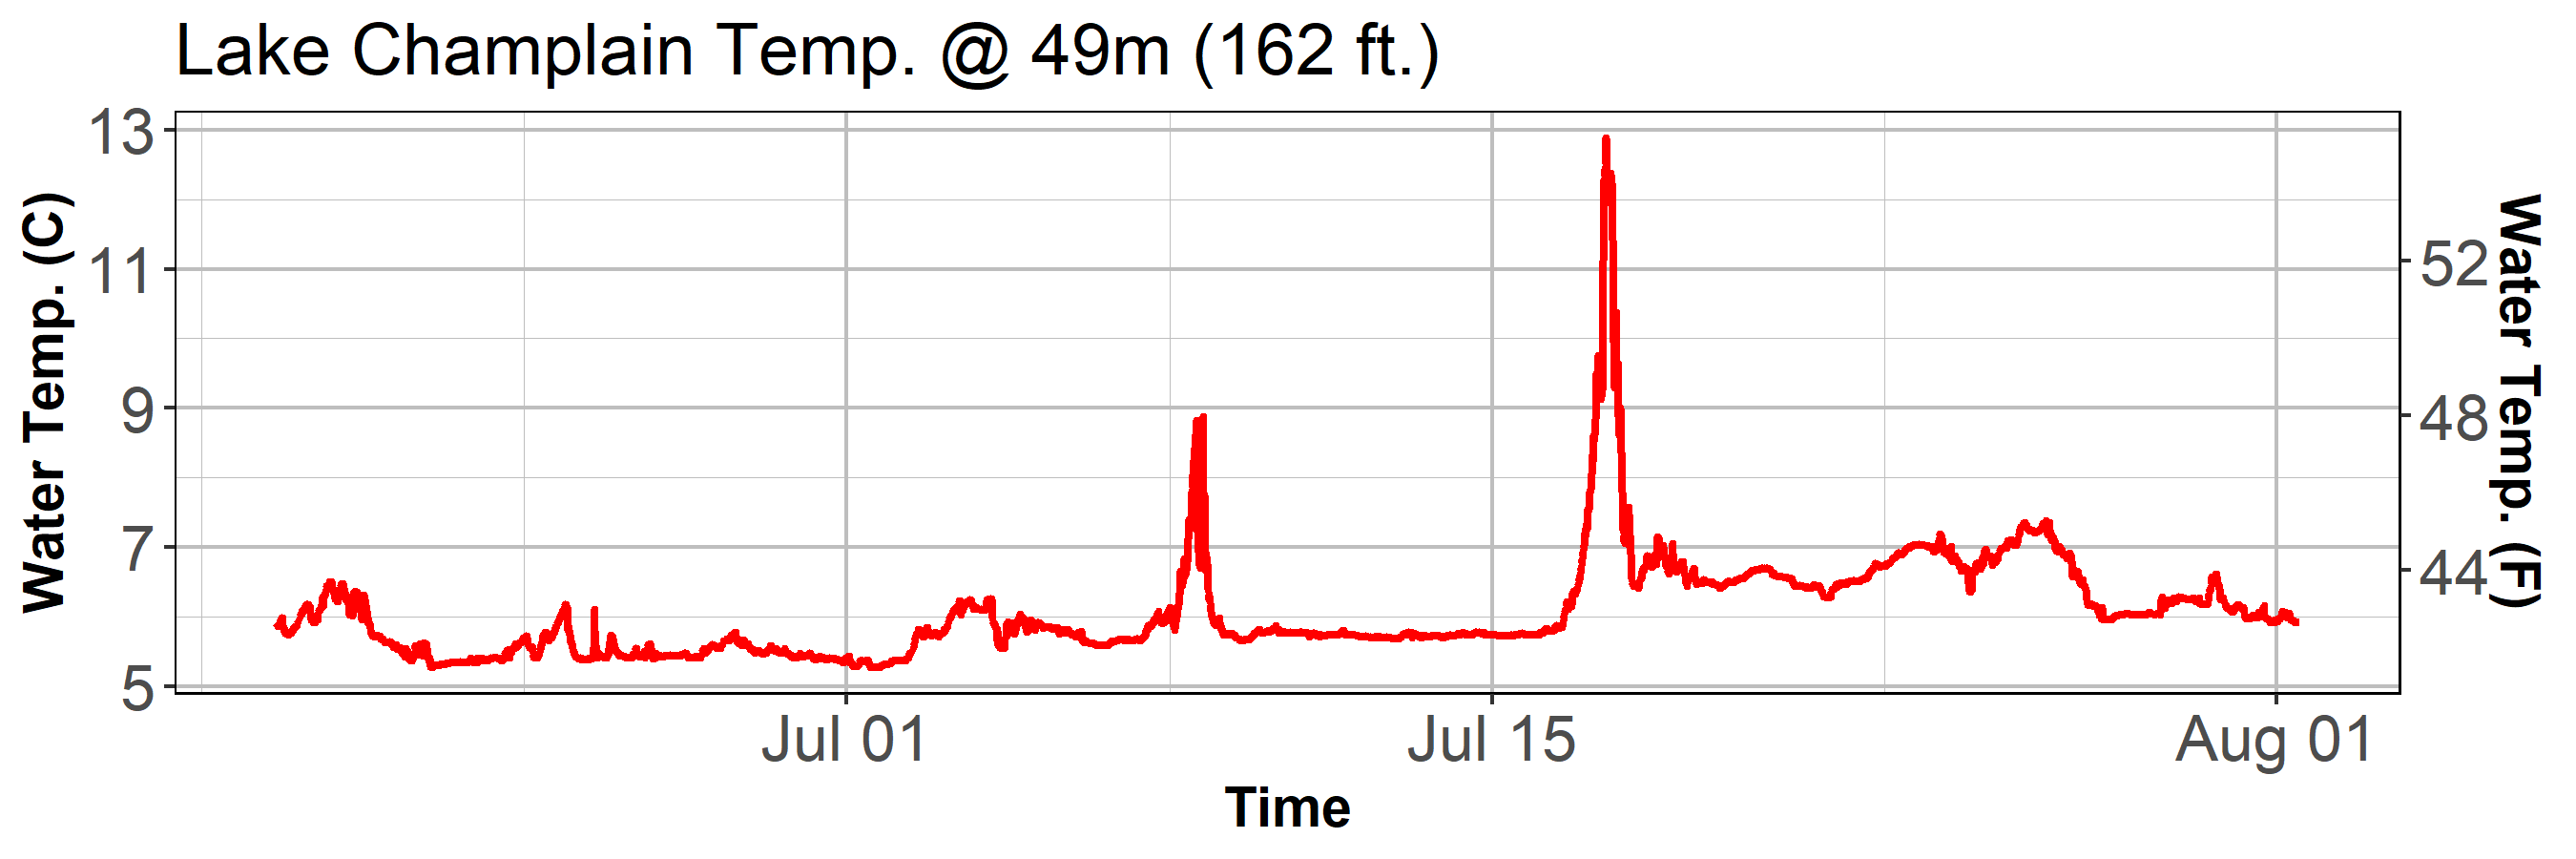 Lake Champlain Temp. @ 49m (162 ft.)
Water Temp. (C)
13
11
9
7
5
52
48
44
Water Temp. (F)
Jul 01
Jul 15
Aug 01
Time